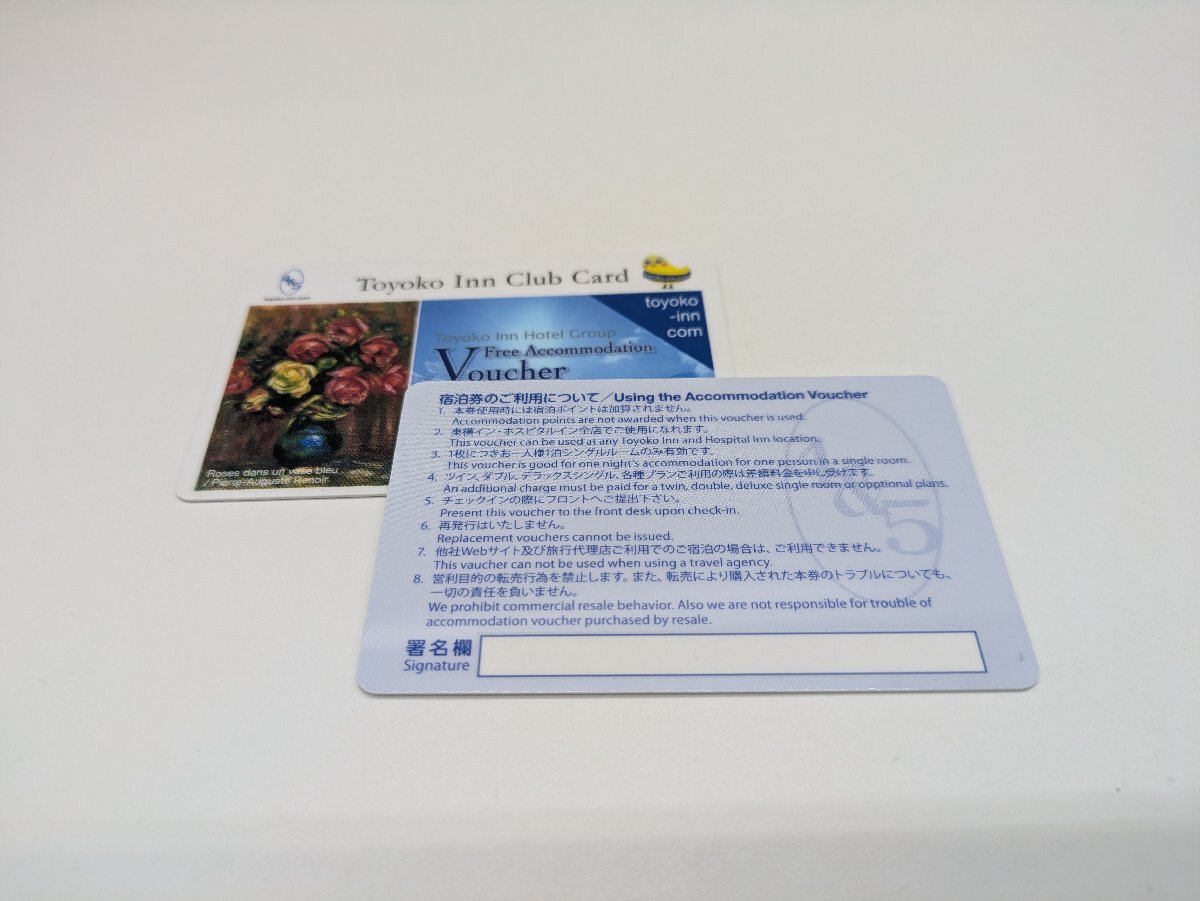 4&5
Toyoko-inn.com
Toyoko Inn Club Card
toyoko
-inn
com
Toyoko Inn Hotel Group
Free Accommodation
Voucher
Roses dans un vase bleu
/ Pierre-Auguste Renoir
宿泊券のご利用について/Using the Accommodation Voucher
1. 本券使用時には宿泊ポイントは加算されません。
Accommodation points are not awarded when this voucher is used.
2. 東横イン・ホスピタルイン全店でご使用になれます。
This voucher can be used at any Toyoko Inn and Hospital Inn location.
3. 1枚につきお一人様1泊シングルルームのみ有効です。
This voucher is good for one night's accommodation for one person in a single room.
4. ツイン、ダブル、デラックスシングル、各種プランご利用の際は差額料金を申し受けます。
An additional charge must be paid for a twin, double, deluxe single room or opptional plans.
5. チェックインの際にフロントへご提出下さい。
Present this voucher to the front desk upon check-in.
6. 再発行はいたしません。
Replacement vouchers cannot be issued.
7. 他社Webサイト及び旅行代理店ご利用でのご宿泊の場合は、ご利用できません。
This vaucher can not be used when using a travel agency.
8. 営利目的の転売行為を禁止します。また、転売により購入された本券のトラブルについても、
一切の責任を負いません。
We prohibit commercial resale behavior. Also we are not responsible for trouble of
accommodation voucher purchased by resale.
署名欄
Signature